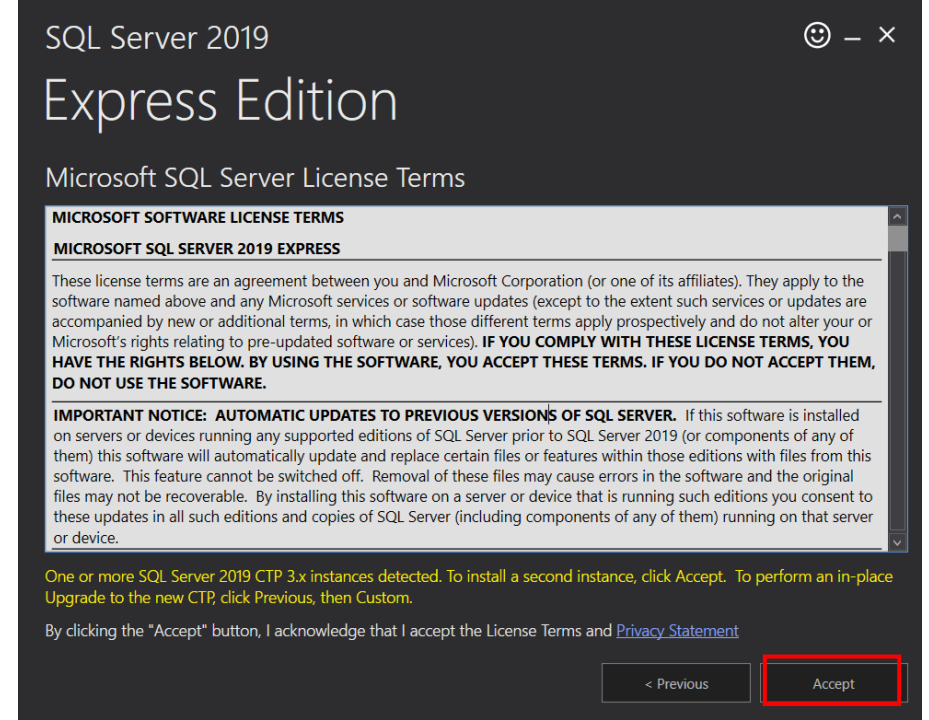 SQL Server 2019
Express Edition
Microsoft SQL Server License Terms
MICROSOFT SOFTWARE LICENSE TERMS
MICROSOFT SQL SERVER 2019 EXPRESS
These license terms are an agreement between you and Microsoft Corporation (or one of its affiliates). They apply to the
software named above and any Microsoft services or software updates (except to the extent such services or updates are
accompanied by new or additional terms, in which case those different terms apply prospectively and do not alter your or
Microsoft's rights relating to pre-updated software or services). IF YOU COMPLY WITH THESE LICENSE TERMS, YOU
HAVE THE RIGHTS BELOW. BY USING THE SOFTWARE, YOU ACCEPT THESE TERMS. IF YOU DO NOT ACCEPT THEM,
DO NOT USE THE SOFTWARE.
IMPORTANT NOTICE: AUTOMATIC UPDATES TO PREVIOUS VERSIONS OF SQL SERVER. If this software is installed
on servers or devices running any supported editions of SQL Server prior to SQL Server 2019 (or components of any of
them) this software will automatically update and replace certain files or features within those editions with files from this
software. This feature cannot be switched off. Removal of these files may cause errors in the software and the original
files may not be recoverable. By installing this software on a server or device that is running such editions you consent to
these updates in all such editions and copies of SQL Server (including components of any of them) running on that server
or device.
One or more SQL Server 2019 CTP 3.x instances detected. To install a second instance, click Accept. To perform an in-place
Upgrade to the new CTP, click Previous, then Custom.
By clicking the "Accept" button, I acknowledge that I accept the License Terms and Privacy Statement
< Previous
Accept